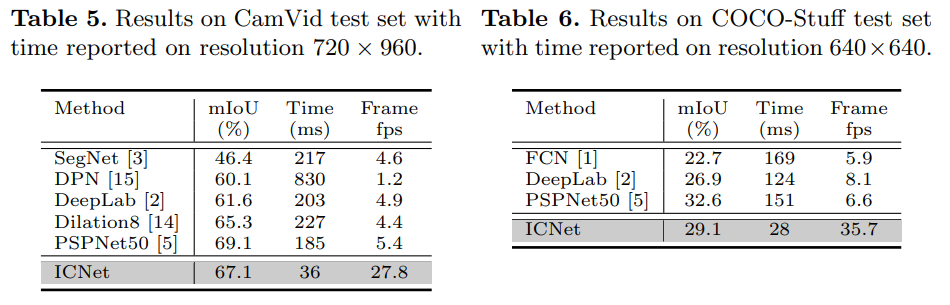 Table 5. Results on CamVid test set with
time reported on resolution 720 × 960.
Method mIoU Time Frame
(%) (ms) fps
SegNet [3] 46.4 217 4.6
DPN [15] 60.1 830 1.2
DeepLab [2] 61.6 203 4.9
Dilation8 [14] 65.3 227 4.4
PSPNet50 [5] 69.1 185 5.4
ICNet 67.1 36 27.8
Table 6. Results on COCO-Stuff test set
with time reported on resolution 640×640.
Method mIoU Time Frame
(%) (ms) fps
FCN [1] 22.7 169 5.9
DeepLab [2] 26.9 124 8.1
PSPNet50 [5] 32.6 151 6.6
ICNet 29.1 28 35.7